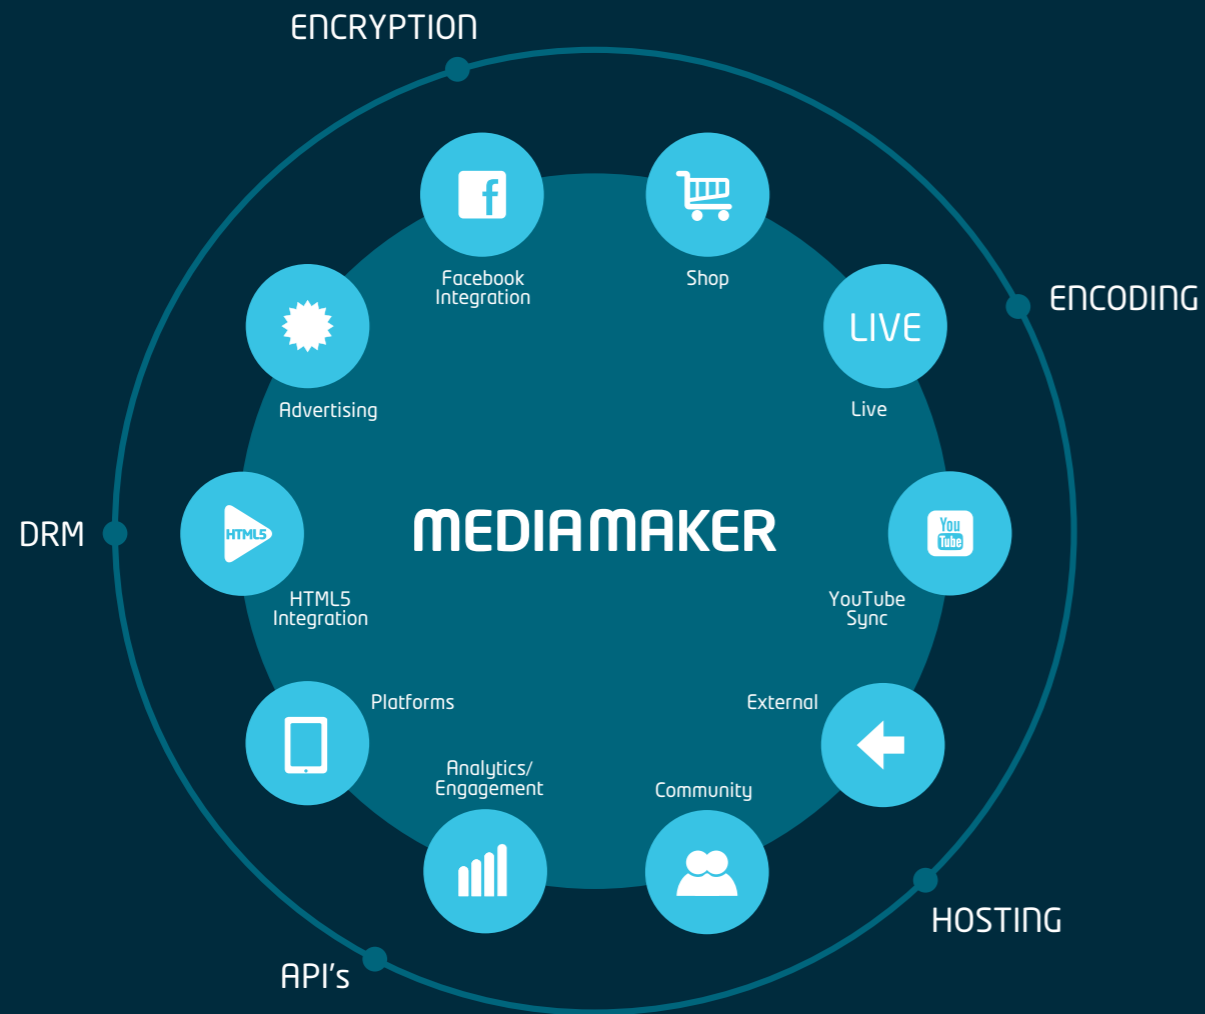 ENCRYPTION
Facebook
Integration
Shop
ENCODING
LIVE
Live
Advertising
DRM
HTML5
HTML5
Integration
MEDIAMAKER
You
Tube
YouTube
Sync
Platforms
External
Analytics/
Engagement
Community
HOSTING
API's